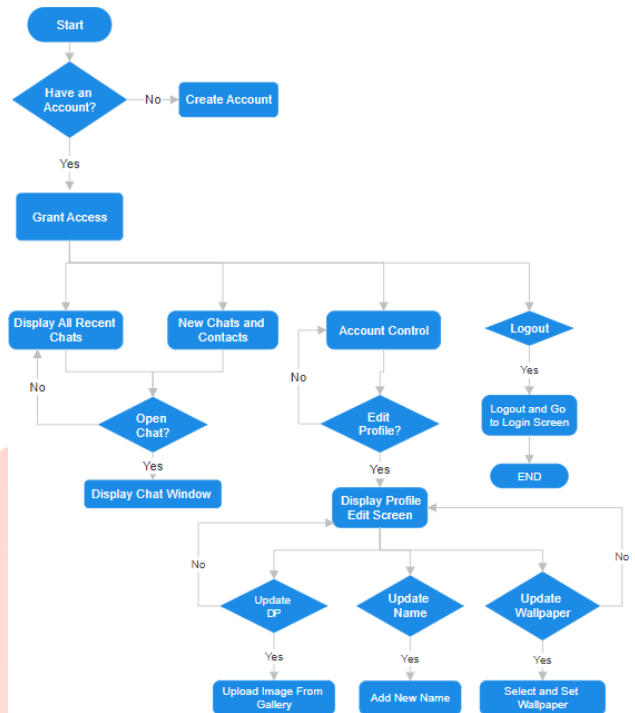 Start
Have an
Account?
No
Create Account
Yes
Grant Access
Display All Recent
Chats
New Chats and
Contacts
Account Control
Logout
No
No
Yes
Open
Chat?
Edit
Profile?
Logout and Go
to Login Screen
Yes
Yes
END
Display Chat Window
Display Profile
Edit Screen
No
No
Update
DP
Update
Name
Update
Wallpaper
Yes
Yes
Yes
Upload Image From
Gallery
Add New Name
Select and Set
Wallpaper